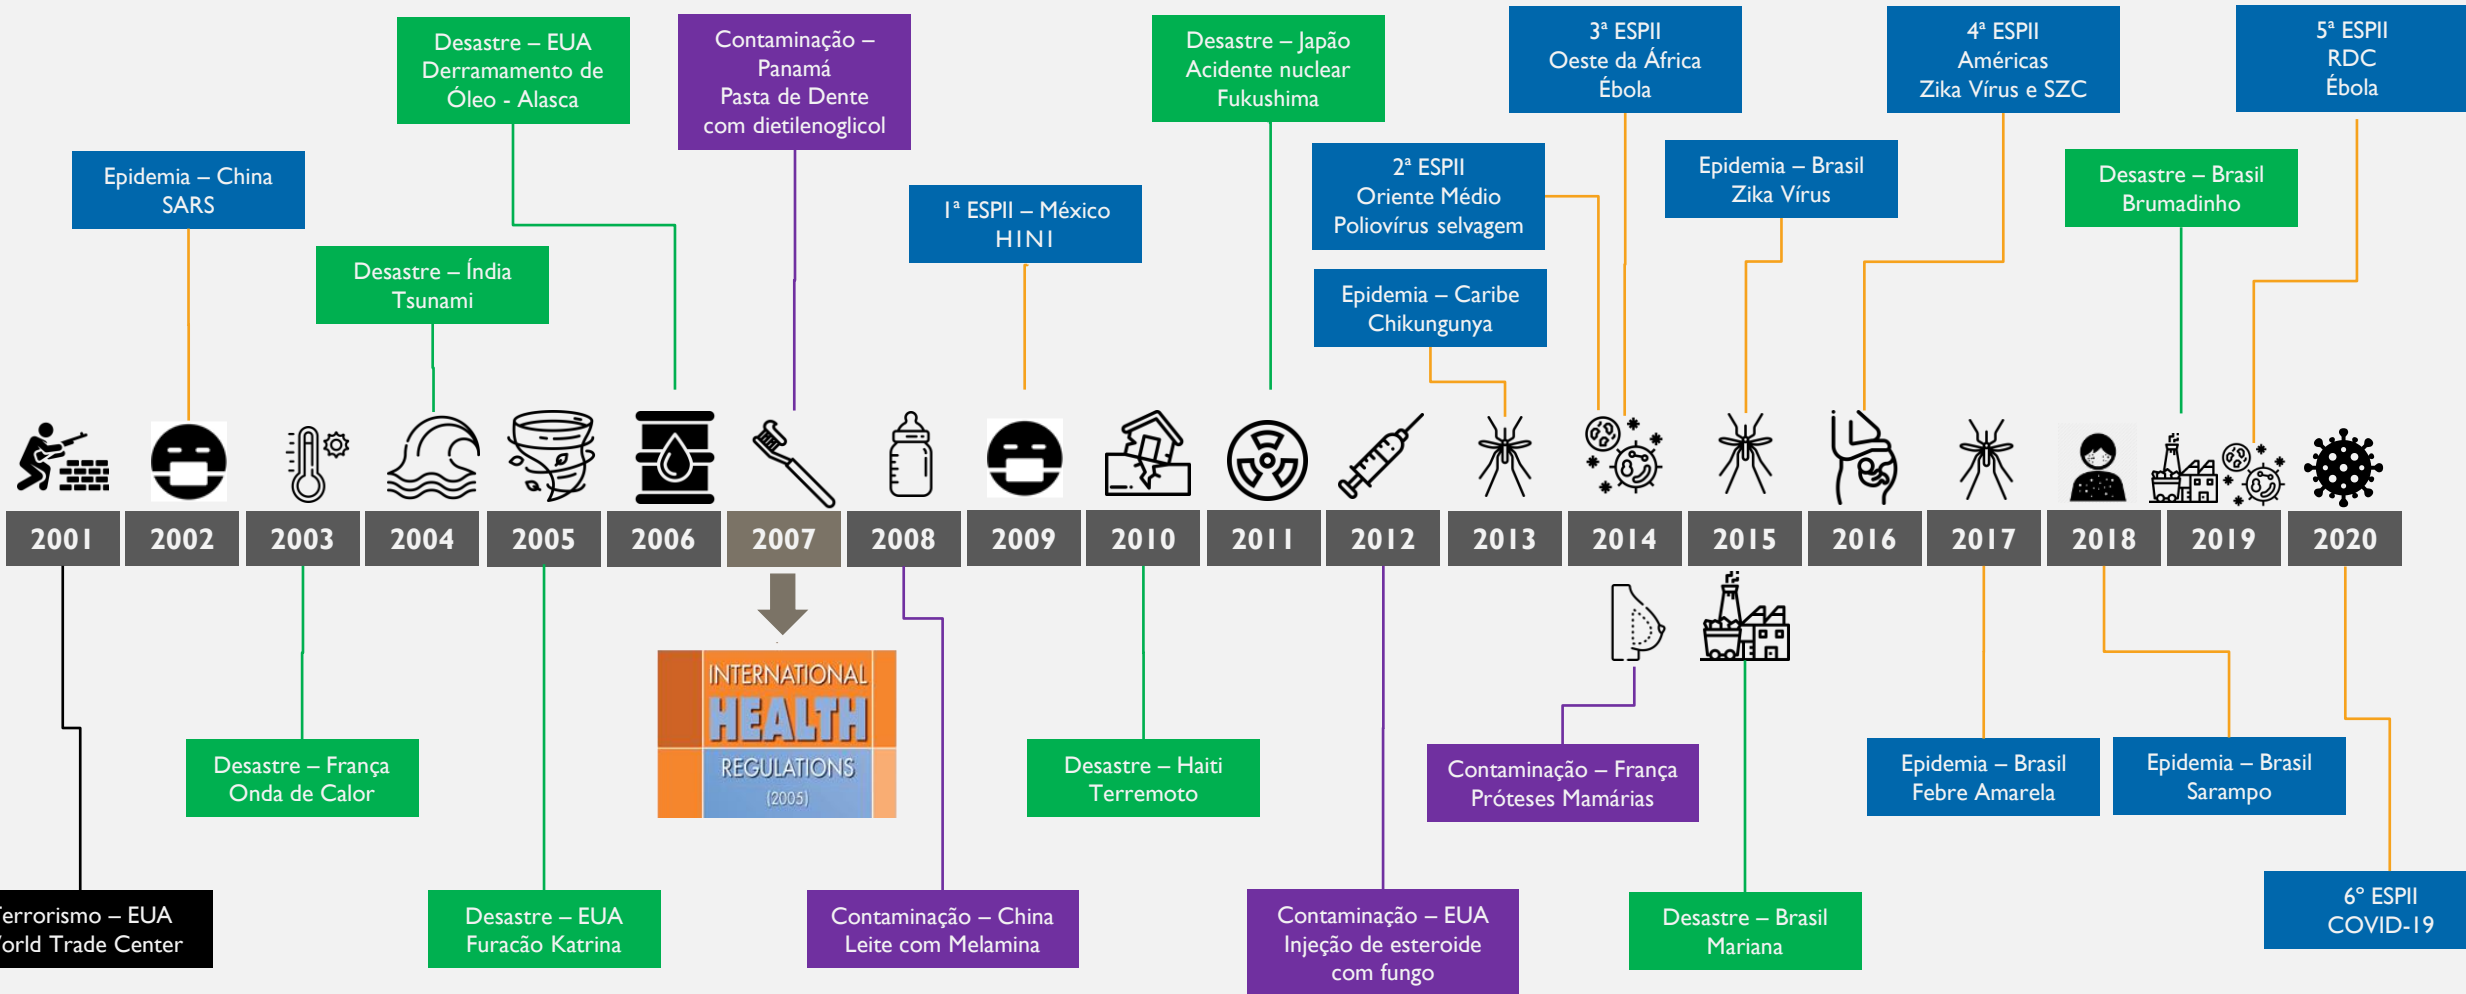 Desastre – EUA
Derramamento de
Óleo - Alasca
Contaminação –
Panamá
Pasta de Dente
com dietilenoglicol
Desastre – Japão
Acidente nuclear
Fukushima
3ª ESPII
Oeste da África
Ébola
4ª ESPII
Américas
Zika Vírus e SZC
5ª ESPII
RDC
Ébola
Epidemia – China
SARS
1ª ESPII – México
H1N1
2ª ESPII
Oriente Médio
Poliovírus selvagem
Epidemia – Brasil
Zika Vírus
Desastre – Brasil
Brumadinho
Desastre – Índia
Tsunami
Epidemia – Caribe
Chikungunya
2001
2002
2003
2004
2005
2006
2007
2008
2009
2010
2011
2012
2013
2014
2015
2016
2017
2018
2019
2020
INTERNATIONAL
HEALTH
REGULATIONS
(2005)
Desastre – França
Onda de Calor
Desastre – Haiti
Terremoto
Contaminação – França
Próteses Mamárias
Epidemia – Brasil
Febre Amarela
Epidemia – Brasil
Sarampo
Terrorismo – EUA
World Trade Center
Desastre – EUA
Furacão Katrina
Contaminação – China
Leite com Melamina
Contaminação – EUA
Injeção de esteroide
com fungo
Desastre – Brasil
Mariana
6º ESPII
COVID-19